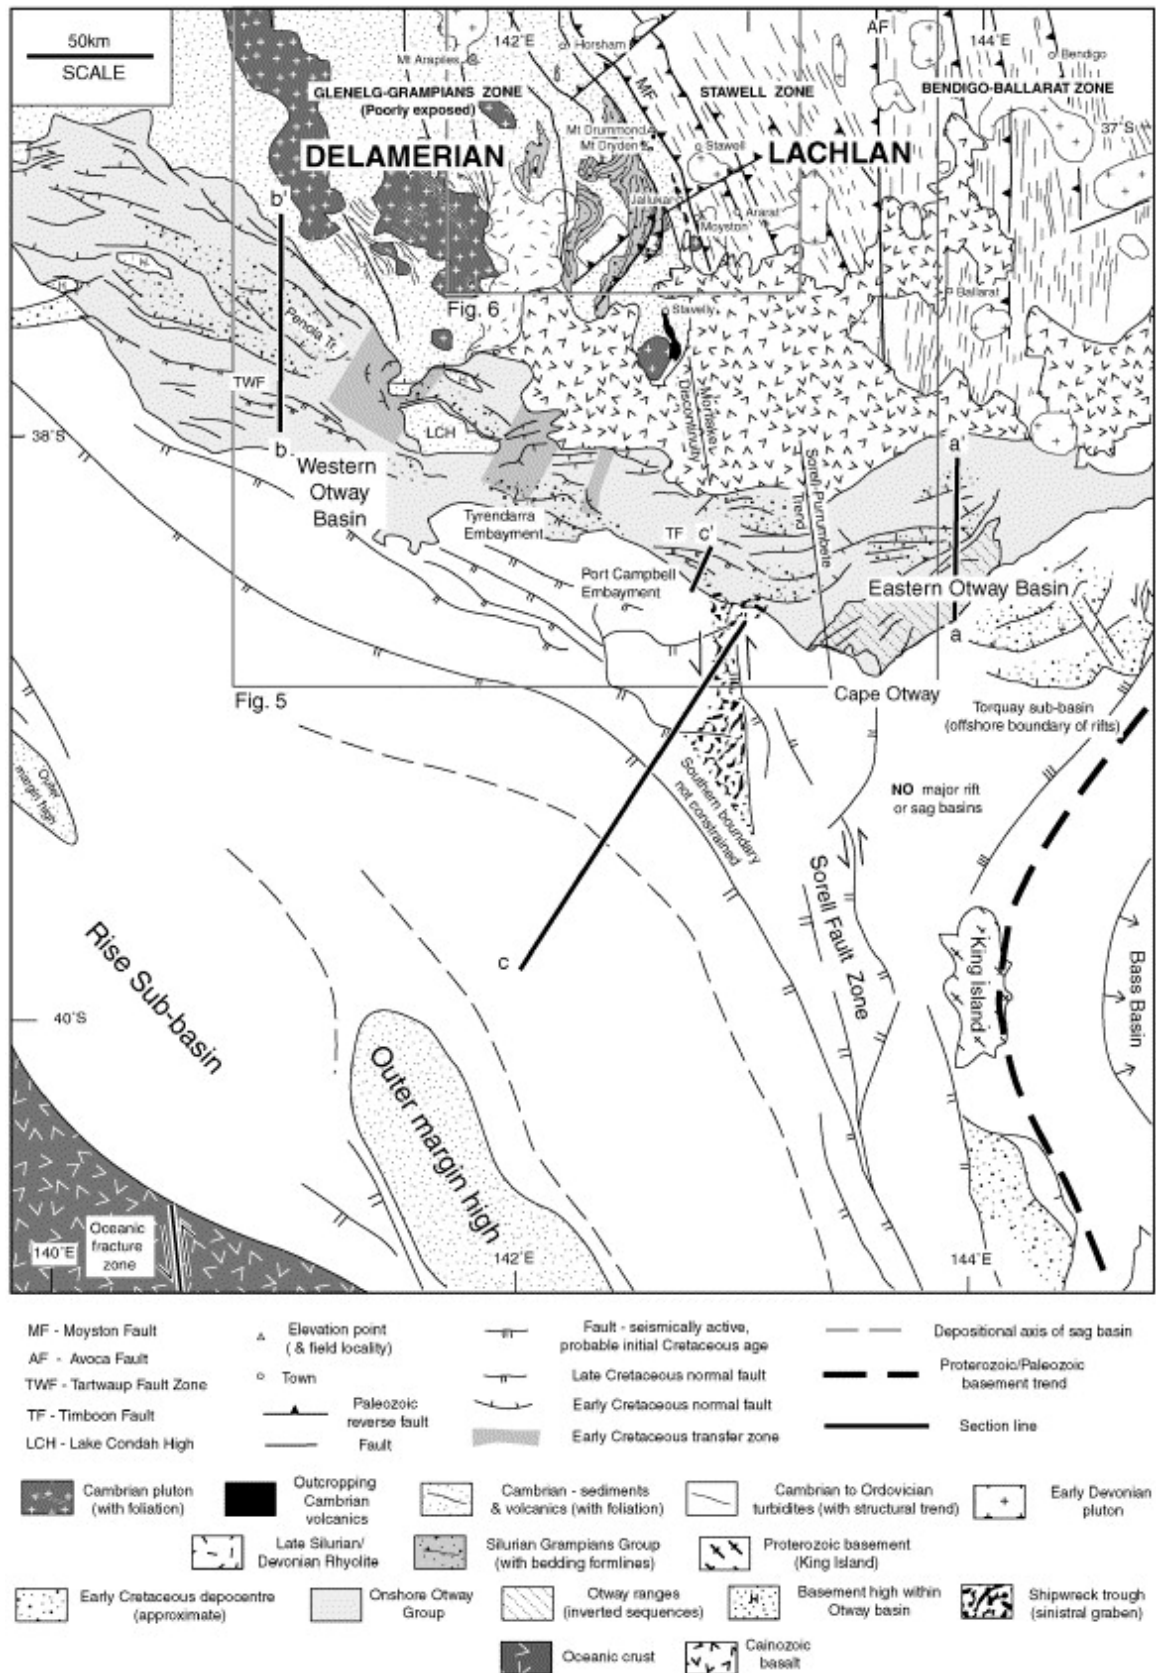 50km
SCALE
142°E
Horsham
Mt Arapiles
AF
144°E
Bendigo
GLENELG-GRAMPIANS ZONE
(Poorly exposed)
MF
STAWELL ZONE
BENDIGO-BALLARAT ZONE
37°S
Mt Drummond
Mt Dryden
Stawell
DELAMERIAN
LACHLAN
b'
Jallukar
Ararat
Moyston
Fig. 6
Stavelly
Ballarat
H
H
Penola Tr.
TWF
H
LCH
Mortlake
Discontinuity
38°S
b
Western
Otway
Basin
Sorell-Purrumbete
Trend
a'
Tyrendarra
Embayment
TF
c'
Port Campbell
Embayment
Eastern Otway Basin
a
Fig. 5
Cape Otway
Torquay sub-basin
(offshore boundary of rifts)
Outer
margin high
Southern boundary
not constrained
NO major rift
or sag basins
Sorell Fault Zone
Rise Sub-basin
c
King Island
Bass Basin
40°S
Outer margin high
Oceanic
fracture
zone
140°E
142°E
144°E
MF - Moyston Fault
AF - Avoca Fault
TWF - Tartwaup Fault Zone
TF - Timboon Fault
LCH - Lake Condah High
Elevation point
( & field locality)
Town
Paleozoic
reverse fault
Fault
Fault - seismically active,
probable initial Cretaceous age
Late Cretaceous normal fault
Early Cretaceous normal fault
Early Cretaceous transfer zone
Depositional axis of sag basin
Proterozoic/Paleozoic
basement trend
Section line
Cambrian pluton
(with foliation)
Outcropping
Cambrian
volcanics
Cambrian - sediments
& volcanics (with foliation)
Cambrian to Ordovician
turbidites (with structural trend)
Early Devonian
pluton
Late Silurian/
Devonian Rhyolite
Silurian Grampians Group
(with bedding formlines)
Proterozoic basement
(King Island)
Early Cretaceous depocentre
(approximate)
Onshore Otway
Group
Otway ranges
(inverted sequences)
H
Basement high within
Otway basin
Shipwreck trough
(sinistral graben)
Oceanic crust
Cainozoic
basalt